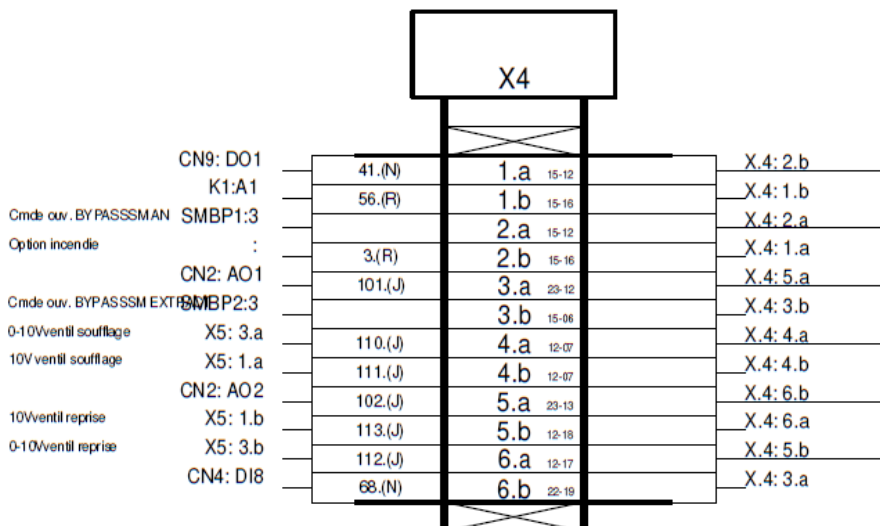 X4
CN9: DO1 41.(N) 1.a 15-12 X.4: 2.b
K1:A1 56.(R) 1.b 15-16 X.4: 1.b
Cmde ouv. BYPASSSMAN SMBP1:3 2.a 15-12 X.4: 2.a
Option incendie : 3.(R) 2.b 15-16 X.4: 1.a
CN2: AO1 101.(J) 3.a 23-12 X.4: 5.a
Cmde ouv. BYPASSSM SMBP2:3 3.b 15-06 X.4: 3.b
0-10Vventil soufflage X5: 3.a 110.(J) 4.a 12-07 X.4: 4.a
10V ventil soufflage X5: 1.a 111.(J) 4.b 12-07 X.4: 4.b
CN2: AO2 102.(J) 5.a 23-13 X.4: 6.b
10Vventil reprise X5: 1.b 113.(J) 5.b 12-18 X.4: 6.a
0-10Vventil reprise X5: 3.b 112.(J) 6.a 12-17 X.4: 5.b
CN4: DI8 68.(N) 6.b 22-19 X.4: 3.a